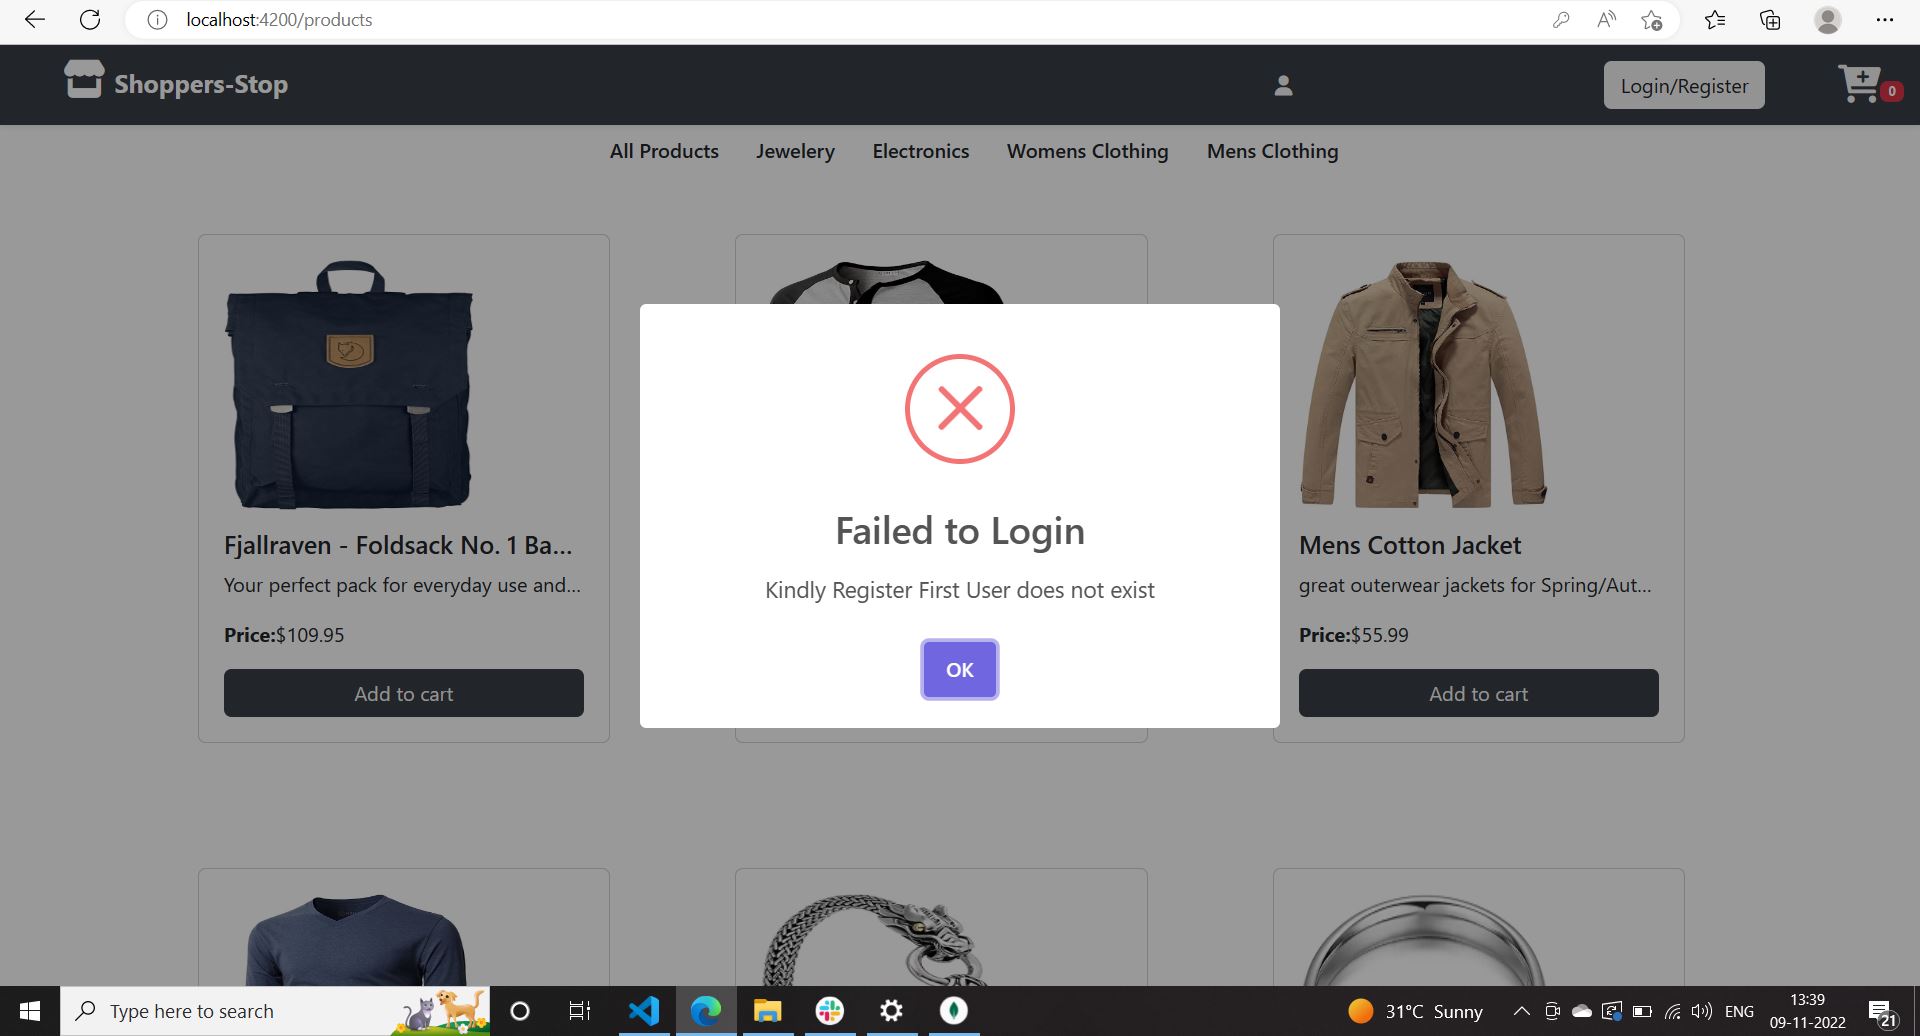 localhost:4200/products
Shoppers-Stop
Login/Register
0
All Products Jewelery Electronics Womens Clothing Mens Clothing
Failed to Login
Kindly Register First User does not exist
OK
Fjallraven - Foldsack No. 1 Ba...
Your perfect pack for everyday use and...
Price:$109.95
Add to cart
Mens Cotton Jacket
great outerwear jackets for Spring/Aut...
Price:$55.99
Add to cart
Type here to search
31°C Sunny
ENG
13:39
09-11-2022
21